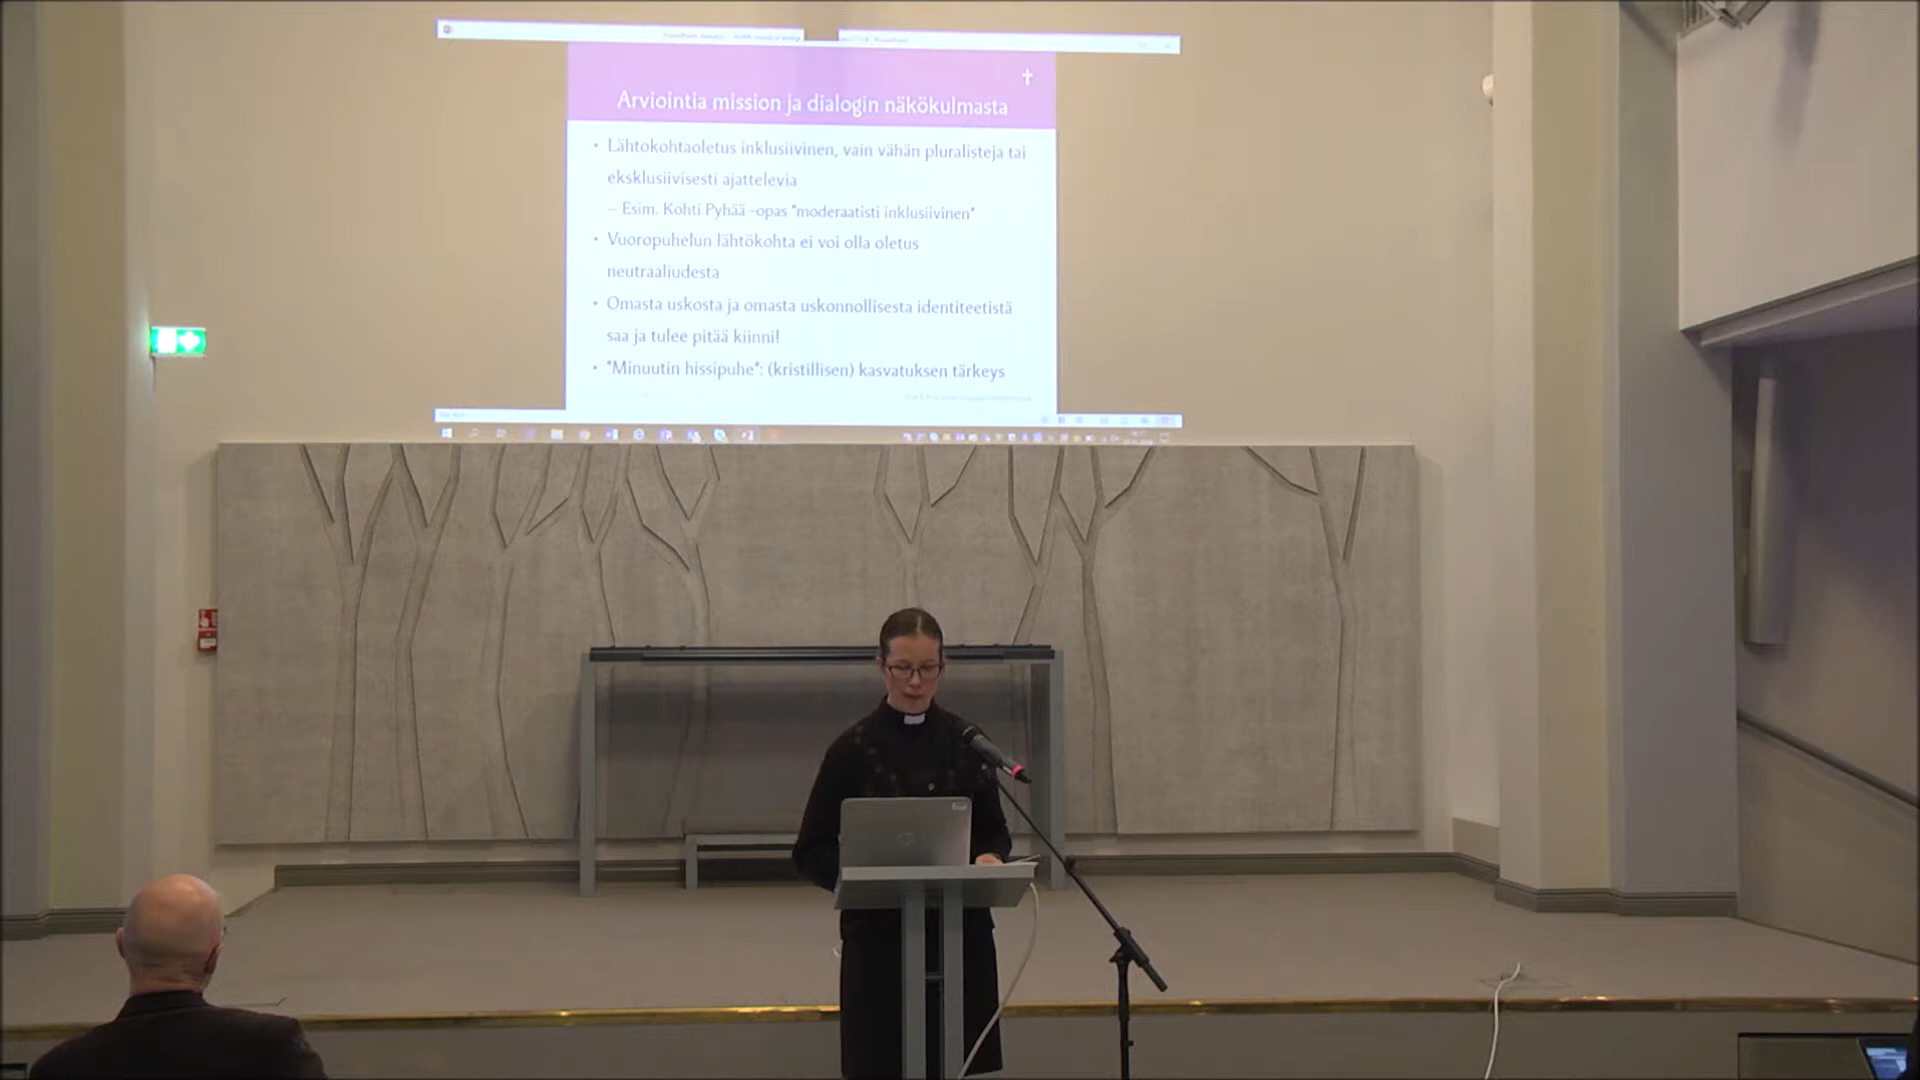 Arviointia mission ja dialogin näkökulmasta
• Lähtökohtaoletus inklusiivinen, vain vähän pluralisteja tai
eksklusiivisesti ajattelevia
– Esim. Kohti Pyhää -opas "moderaatisti inklusiivinen"
• Vuoropuhelun lähtökohta ei voi olla oletus
neutraaliudesta
• Omasta uskosta ja omasta uskonnollisesta identiteetistä
saa ja tulee pitää kiinni!
• "Minuutin hissipuhe": (kristillisen) kasvatuksen tärkeys
hp